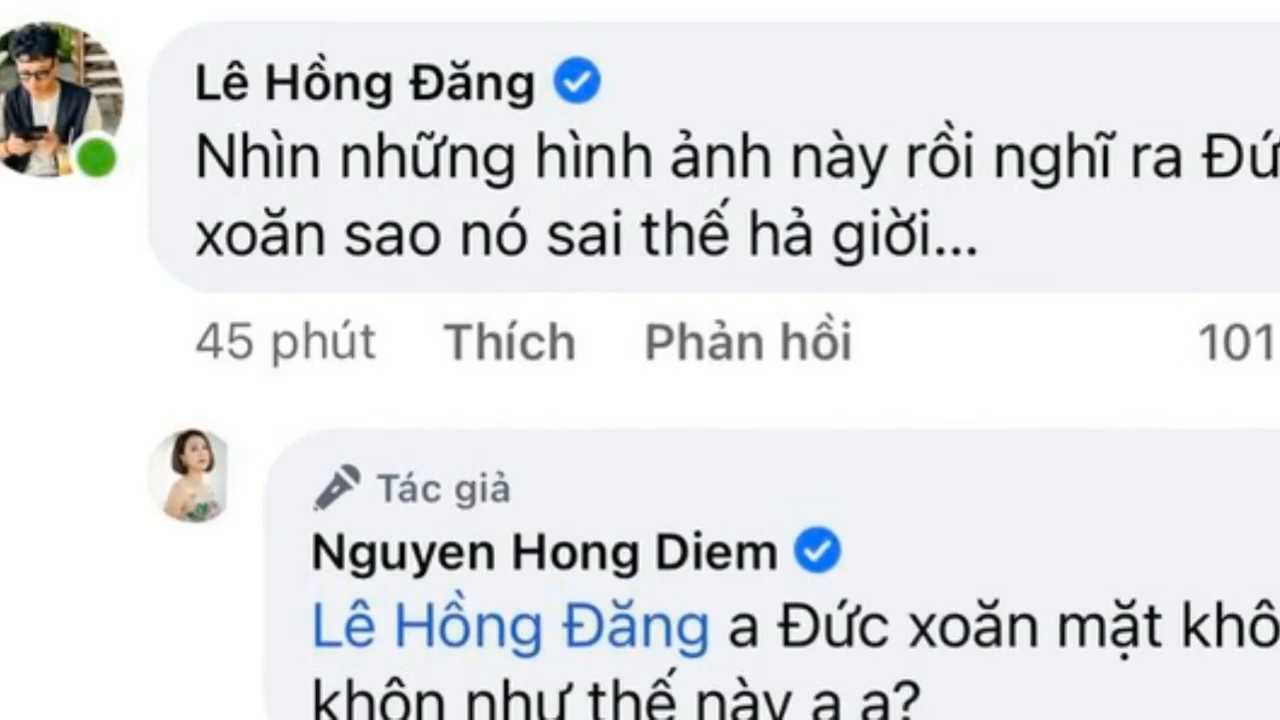 Lê Hồng Đăng
Nhìn những hình ảnh này rồi nghĩ ra Đứ
xoăn sao nó sai thế hả giời...
45 phút Thích Phản hồi 101
Tác giả
Nguyen Hong Diem
Lê Hồng Đăng a Đức xoăn mặt khô
khôn như thế này a a?